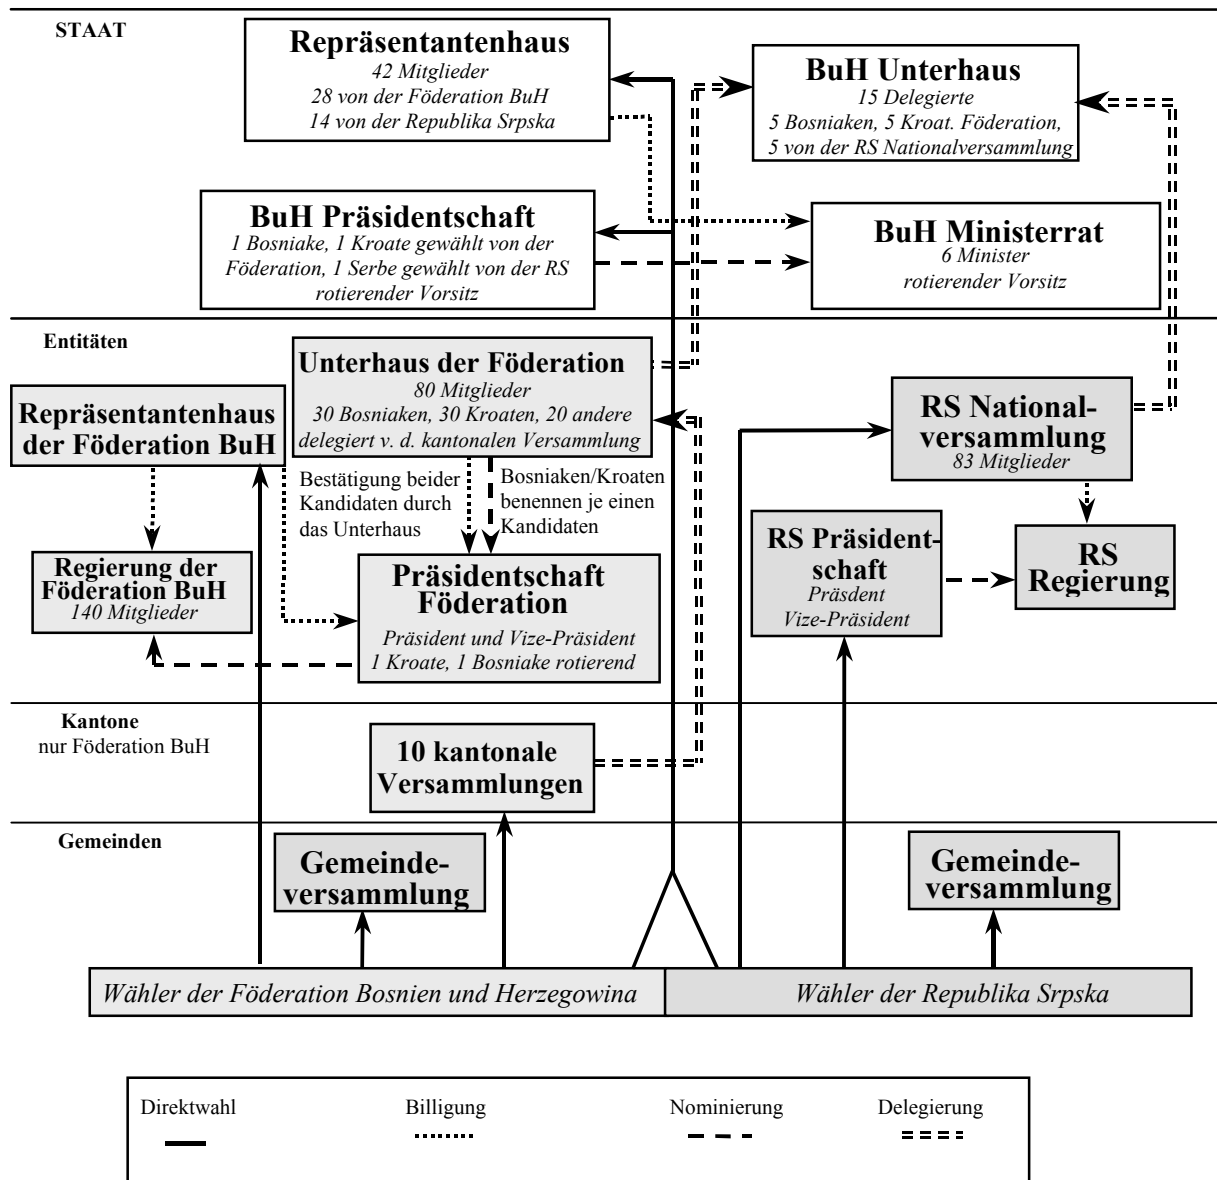 STAAT
Repräsentantenhaus
42 Mitglieder
28 von der Föderation BuH
14 von der Republika Srpska
BuH Unterhaus
15 Delegierte
5 Bosniaken, 5 Kroat. Föderation,
5 von der RS Nationalversammlung
BuH Präsidentschaft
1 Bosniake, 1 Kroate gewählt von der
Föderation, 1 Serbe gewählt von der RS
rotierender Vorsitz
BuH Ministerrat
6 Minister
rotierender Vorsitz
Entitäten
Repräsentantenhaus
der Föderation BuH
Unterhaus der Föderation
80 Mitglieder
30 Bosniaken, 30 Kroaten, 20 andere
delegiert v. d. kantonalen Versammlung
RS National-
versammlung
83 Mitglieder
Bestätigung beider
Kandidaten durch
das Unterhaus
Bosniaken/Kroaten
benennen je einen
Kandidaten
Regierung der
Föderation BuH
140 Mitglieder
Präsidentschaft
Föderation
Präsident und Vize-Präsident
1 Kroate, 1 Bosniake rotierend
RS Präsident-
schaft
Präsdent
Vize-Präsident
RS
Regierung
Kantone
nur Föderation BuH
10 kantonale
Versammlungen
Gemeinden
Gemeinde-
versammlung
Gemeinde-
versammlung
Wähler der Föderation Bosnien und Herzegowina
Wähler der Republika Srpska
Direktwahl
Billigung
Nominierung
Delegierung